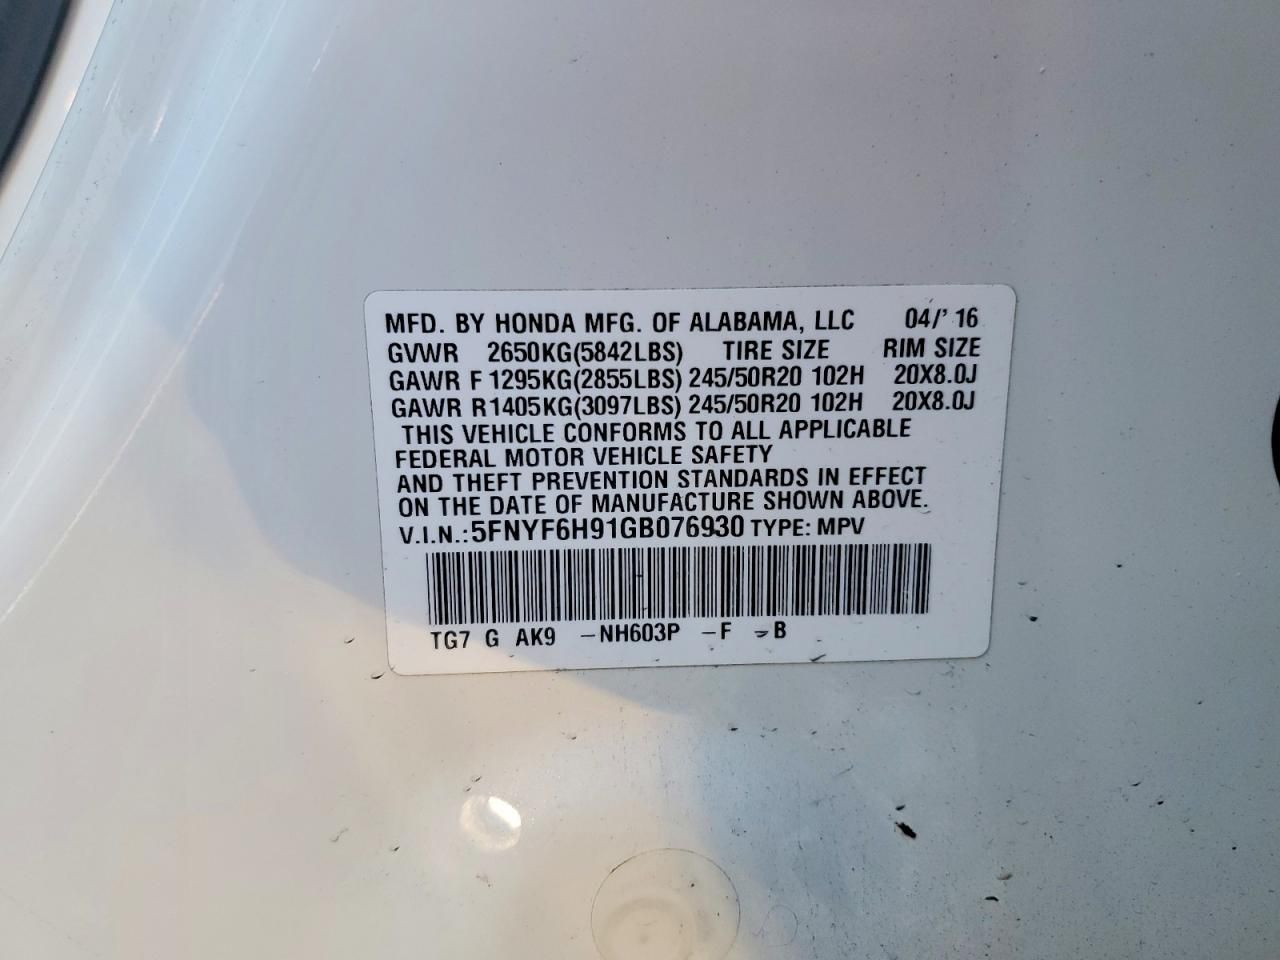 MFD. BY HONDA MFG. OF ALABAMA, LLC 04/'16
GVWR 2650KG(5842LBS) TIRE SIZE RIM SIZE
GAWR F 1295KG(2855LBS) 245/50R20 102H 20X8.0J
GAWR R 1405KG(3097LBS) 245/50R20 102H 20X8.0J
THIS VEHICLE CONFORMS TO ALL APPLICABLE
FEDERAL MOTOR VEHICLE SAFETY
AND THEFT PREVENTION STANDARDS IN EFFECT
ON THE DATE OF MANUFACTURE SHOWN ABOVE.
V.I.N.:5FNYF6H91GB076930 TYPE: MPV
TG7 G AK9 -NH603P -F -B